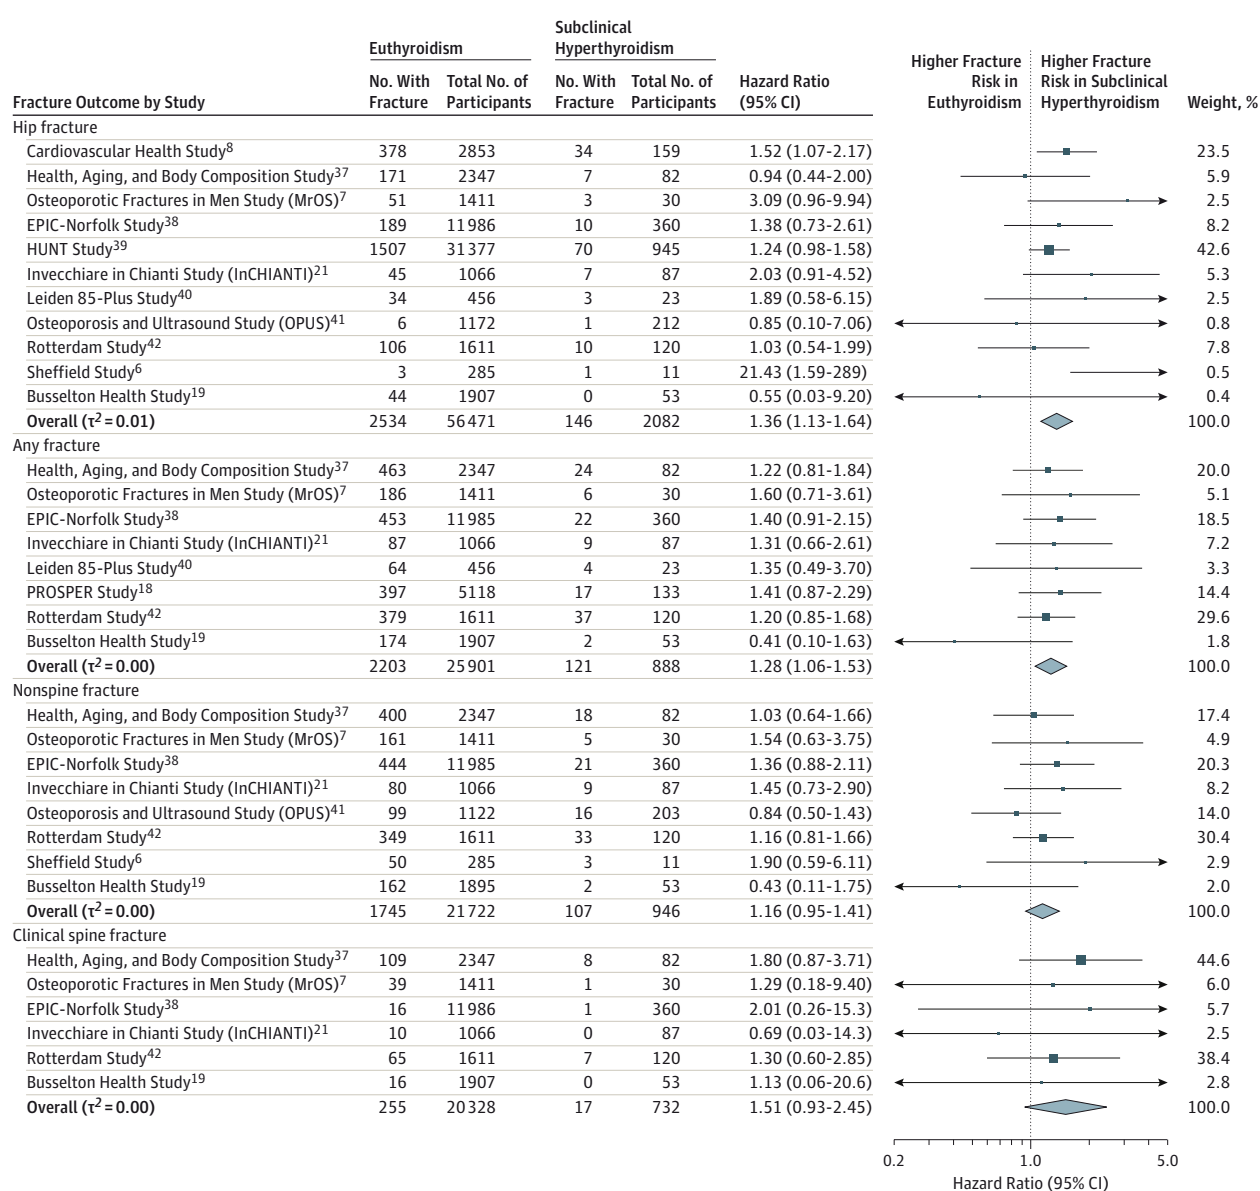 Subclinical
Euthyroidism Hyperthyroidism
Higher Fracture Higher Fracture
No. With Total No. of No. With Total No. of Hazard Ratio Risk in Risk in Subclinical
Fracture Outcome by Study Fracture Participants Fracture Participants (95% CI) Euthyroidism Hyperthyroidism Weight, %
Hip fracture
Cardiovascular Health Study8 378 2853 34 159 1.52 (1.07-2.17) 23.5
Health, Aging, and Body Composition Study37 171 2347 7 82 0.94 (0.44-2.00) 5.9
Osteoporotic Fractures in Men Study (MrOS)7 51 1411 3 30 3.09 (0.96-9.94) 2.5
EPIC-Norfolk Study38 189 11986 10 360 1.38 (0.73-2.61) 8.2
HUNT Study39 1507 31377 70 945 1.24 (0.98-1.58) 42.6
Invecchiare in Chianti Study (InCHIANTI)21 45 1066 7 87 2.03 (0.91-4.52) 5.3
Leiden 85-Plus Study40 34 456 3 23 1.89 (0.58-6.15) 2.5
Osteoporosis and Ultrasound Study (OPUS)41 6 1172 1 212 0.85 (0.10-7.06) 0.8
Rotterdam Study42 106 1611 10 120 1.03 (0.54-1.99) 7.8
Sheffield Study6 3 285 1 11 21.43 (1.59-289) 0.5
Busselton Health Study19 44 1907 0 53 0.55 (0.03-9.20) 0.4
Overall (τ2 = 0.01) 2534 56471 146 2082 1.36 (1.13-1.64) 100.0
Any fracture
Health, Aging, and Body Composition Study37 463 2347 24 82 1.22 (0.81-1.84) 20.0
Osteoporotic Fractures in Men Study (MrOS)7 186 1411 6 30 1.60 (0.71-3.61) 5.1
EPIC-Norfolk Study38 453 11985 22 360 1.40 (0.91-2.15) 18.5
Invecchiare in Chianti Study (InCHIANTI)21 87 1066 9 87 1.31 (0.66-2.61) 7.2
Leiden 85-Plus Study40 64 456 4 23 1.35 (0.49-3.70) 3.3
PROSPER Study18 397 5118 17 133 1.41 (0.87-2.29) 14.4
Rotterdam Study42 379 1611 37 120 1.20 (0.85-1.68) 29.6
Busselton Health Study19 174 1907 2 53 0.41 (0.10-1.63) 1.8
Overall (τ2 = 0.00) 2203 25901 121 888 1.28 (1.06-1.53) 100.0
Nonspine fracture
Health, Aging, and Body Composition Study37 400 2347 18 82 1.03 (0.64-1.66) 17.4
Osteoporotic Fractures in Men Study (MrOS)7 161 1411 5 30 1.54 (0.63-3.75) 4.9
EPIC-Norfolk Study38 444 11985 21 360 1.36 (0.88-2.11) 20.3
Invecchiare in Chianti Study (InCHIANTI)21 80 1066 9 87 1.45 (0.73-2.90) 8.2
Osteoporosis and Ultrasound Study (OPUS)41 99 1122 16 203 0.84 (0.50-1.43) 14.0
Rotterdam Study42 349 1611 33 120 1.16 (0.81-1.66) 30.4
Sheffield Study6 50 285 3 11 1.90 (0.59-6.11) 2.9
Busselton Health Study19 162 1895 2 53 0.43 (0.11-1.75) 2.0
Overall (τ2 = 0.00) 1745 21722 107 946 1.16 (0.95-1.41) 100.0
Clinical spine fracture
Health, Aging, and Body Composition Study37 109 2347 8 82 1.80 (0.87-3.71) 44.6
Osteoporotic Fractures in Men Study (MrOS)7 39 1411 1 30 1.29 (0.18-9.40) 6.0
EPIC-Norfolk Study38 16 11986 1 360 2.01 (0.26-15.3) 5.7
Invecchiare in Chianti Study (InCHIANTI)21 10 1066 0 87 0.69 (0.03-14.3) 2.5
Rotterdam Study42 65 1611 7 120 1.30 (0.60-2.85) 38.4
Busselton Health Study19 16 1907 0 53 1.13 (0.06-20.6) 2.8
Overall (τ2 = 0.00) 255 20328 17 732 1.51 (0.93-2.45) 100.0
0.2 1.0 5.0
Hazard Ratio (95% CI)